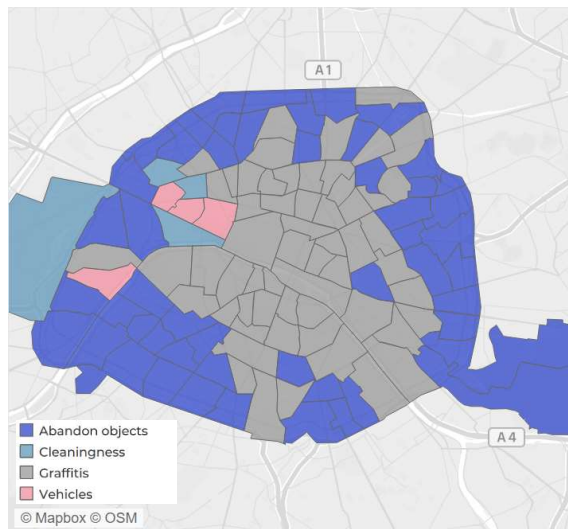 A1
A4
Abandon objects
Cleaningness
Graffitis
Vehicles
© Mapbox © OSM